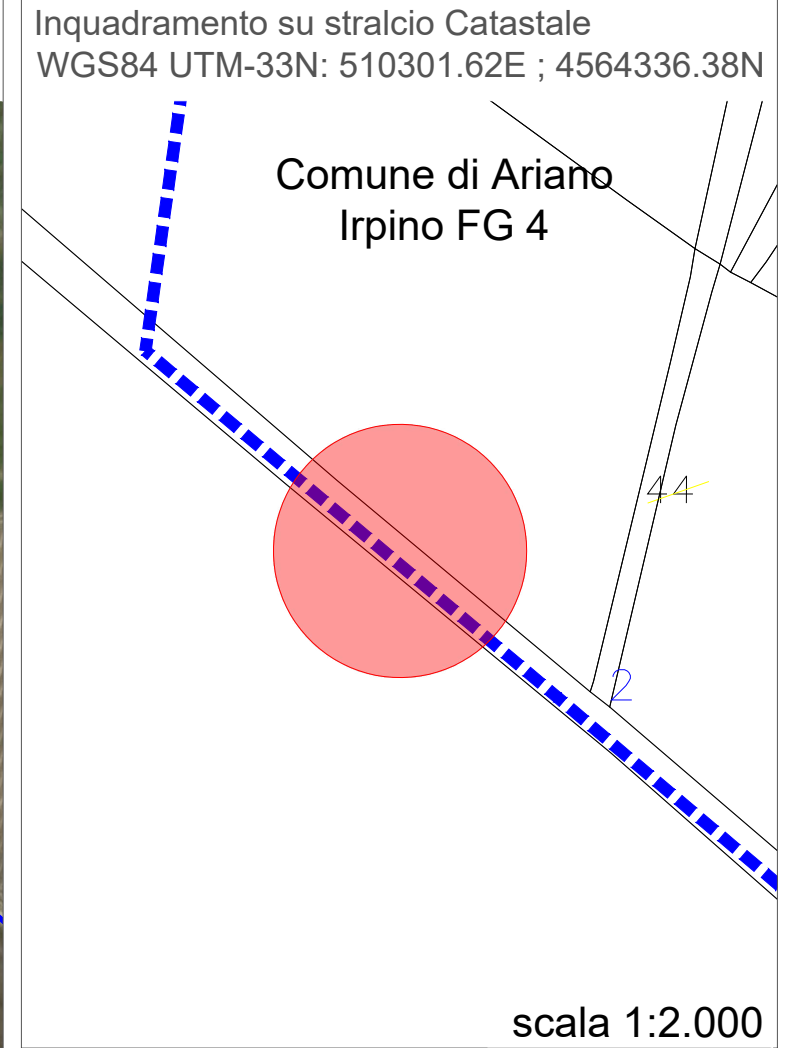 Inquadramento su stralcio Catastale
WGS84 UTM-33N: 510301.62E ; 4564336.38N
Comune di Ariano
Irpino FG 4
44
2
scala 1:2.000